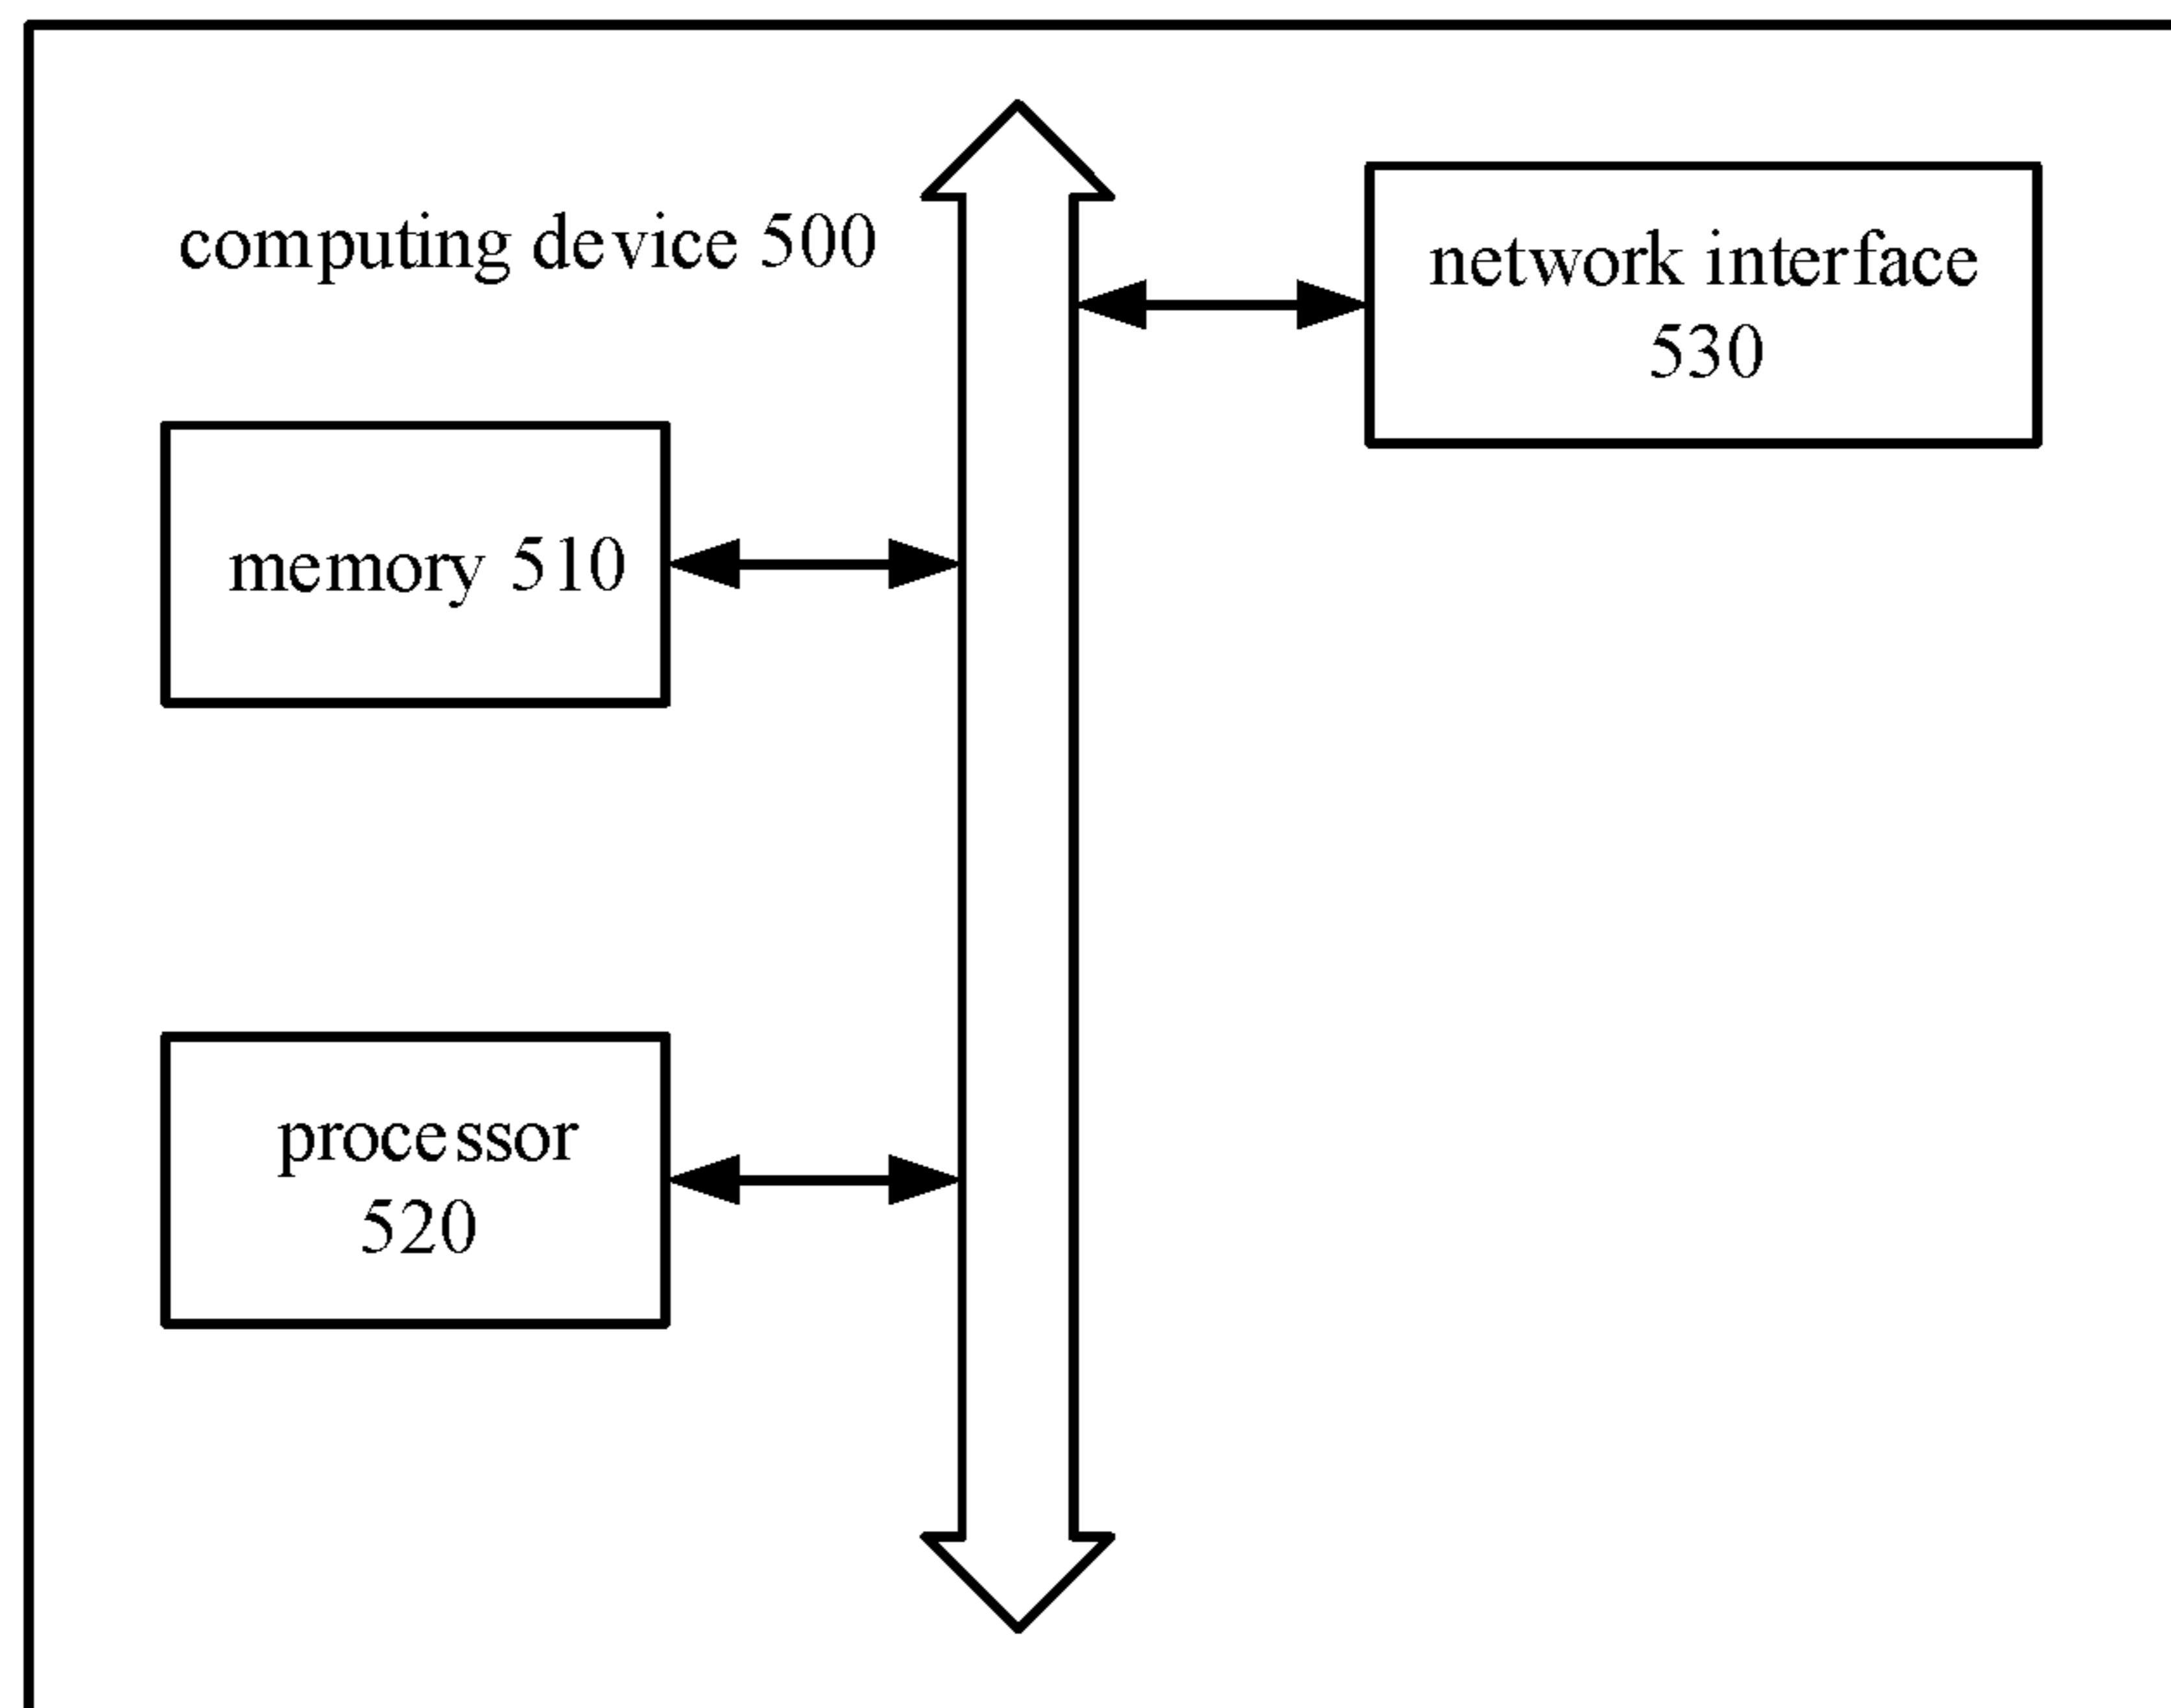 computing device 500
network interface
530
memory 510
processor
520